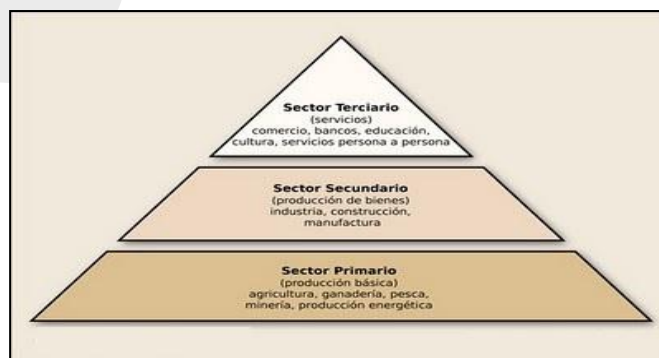 Sector Terciario
(servicios)
comercio, bancos, educación,
cultura, servicios persona a persona
Sector Secundario
(producción de bienes)
industria, construcción,
manufactura
Sector Primario
(producción básica)
agricultura, ganadería, pesca,
minería, producción energética